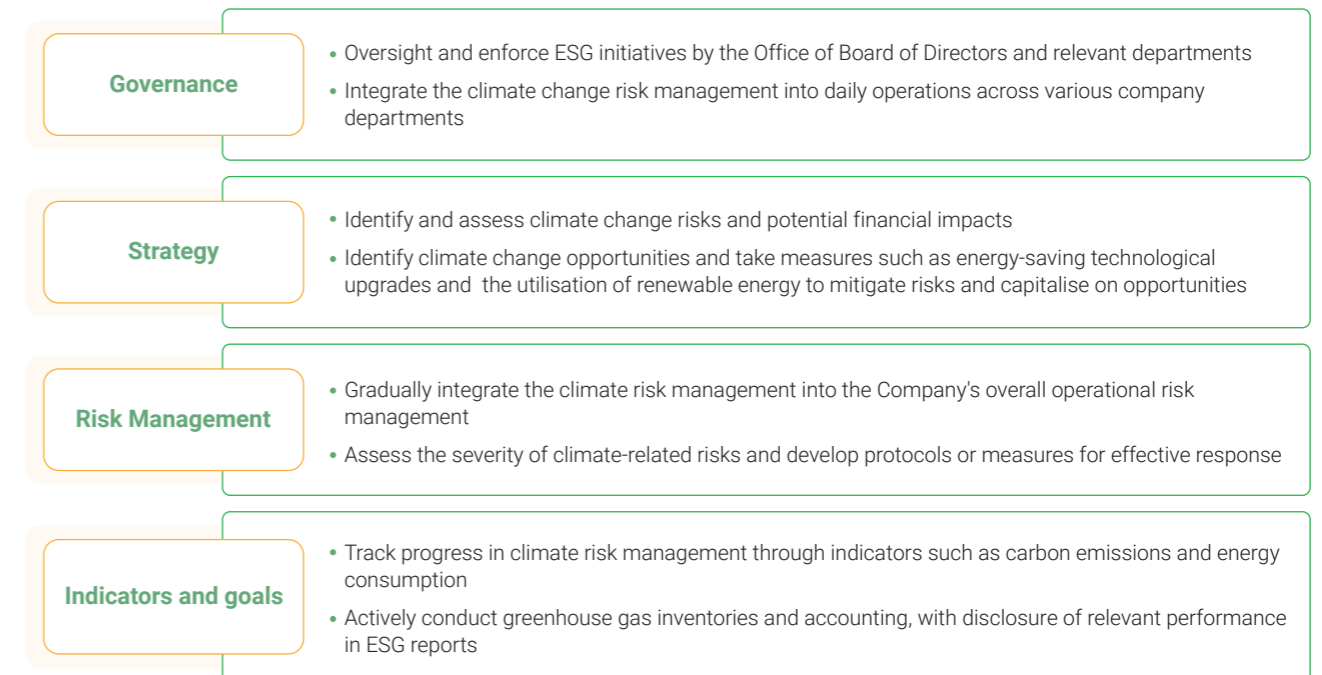 Governance
• Oversight and enforce ESG initiatives by the Office of Board of Directors and relevant departments
• Integrate the climate change risk management into daily operations across various company
departments
Strategy
• Identify and assess climate change risks and potential financial impacts
• Identify climate change opportunities and take measures such as energy-saving technological
upgrades and  the utilisation of renewable energy to mitigate risks and capitalise on opportunities
Risk Management
• Gradually integrate the climate risk management into the Company's overall operational risk
management
• Assess the severity of climate-related risks and develop protocols or measures for effective response
Indicators and goals
• Track progress in climate risk management through indicators such as carbon emissions and energy
consumption
• Actively conduct greenhouse gas inventories and accounting, with disclosure of relevant performance
in ESG reports